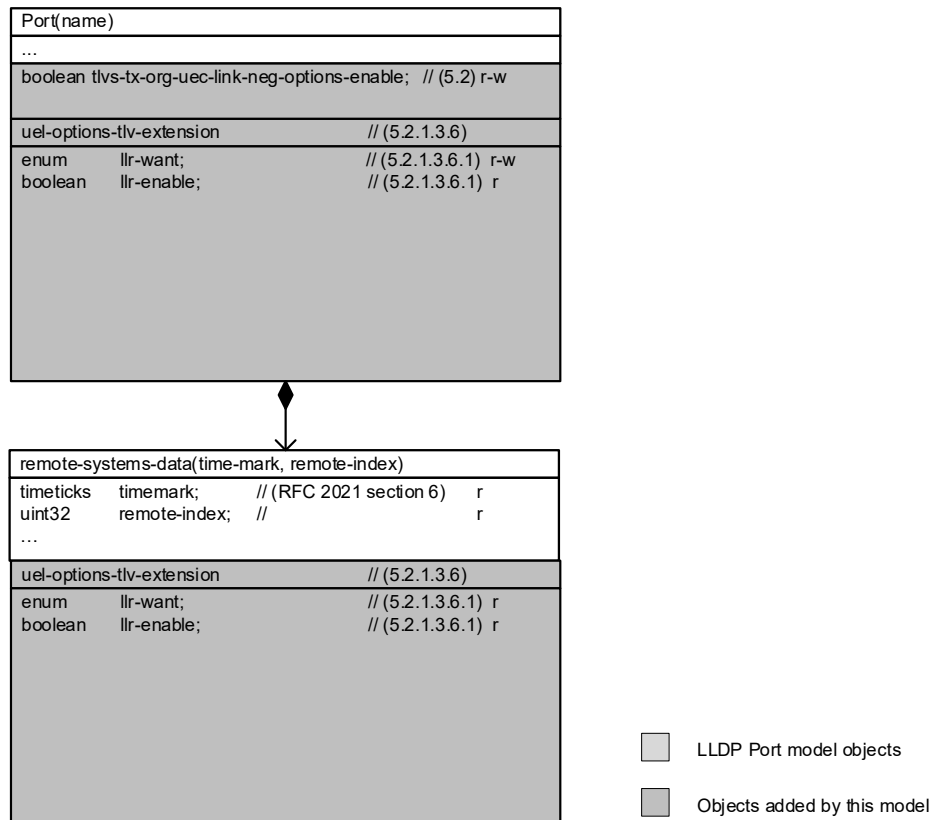 Port(name)
...
boolean tlvs-tx-org-uec-link-neg-options-enable; // (5.2) r-w
uel-options-tlv-extension // (5.2.1.3.6)
enum llr-want; // (5.2.1.3.6.1) r-w
boolean llr-enable; // (5.2.1.3.6.1) r
remote-systems-data(time-mark, remote-index)
timeticks timemark; // (RFC 2021 section 6) r
uint32 remote-index; // r
...
uel-options-tlv-extension // (5.2.1.3.6)
enum llr-want; // (5.2.1.3.6.1) r
boolean llr-enable; // (5.2.1.3.6.1) r
LLDP Port model objects
Objects added by this model